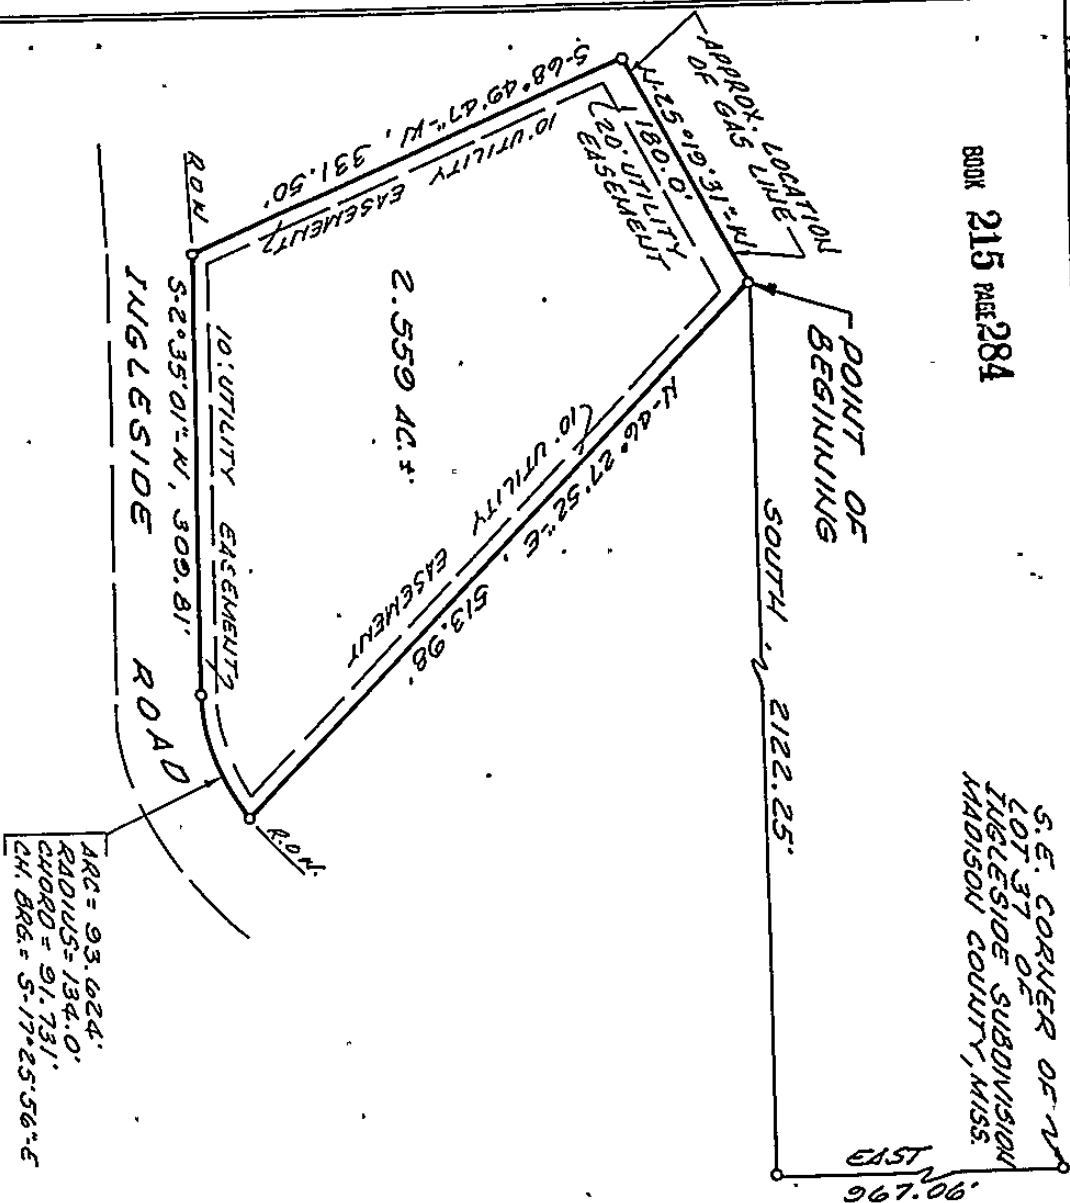 BOOK 215 PAGE 284
S.E. CORNER OF
LOT 37 OF
INGLESIDE SUBDIVISION
MADISON COUNTY, MISS.
EAST
967.06'
SOUTH, 2122.25'
POINT OF
BEGINNING
APPROX. LOCATION
OF GAS LINE
N-25°19'31"-W,
180.0'
20' UTILITY
EASEMENT
N-46°27'52"-E, 513.98'
10' UTILITY EASEMENT
2.559 AC.±
S-68°49'47"-W, 331.50'
10' UTILITY EASEMENT
10' UTILITY EASEMENT
S-2°35'01"-W, 309.81'
R.O.W.
R.O.W.
INGLESIDE ROAD
ARC = 93.624'
RADIUS = 134.0'
CHORD = 91.731'
CH. BRG. = S-17°25'56"-E